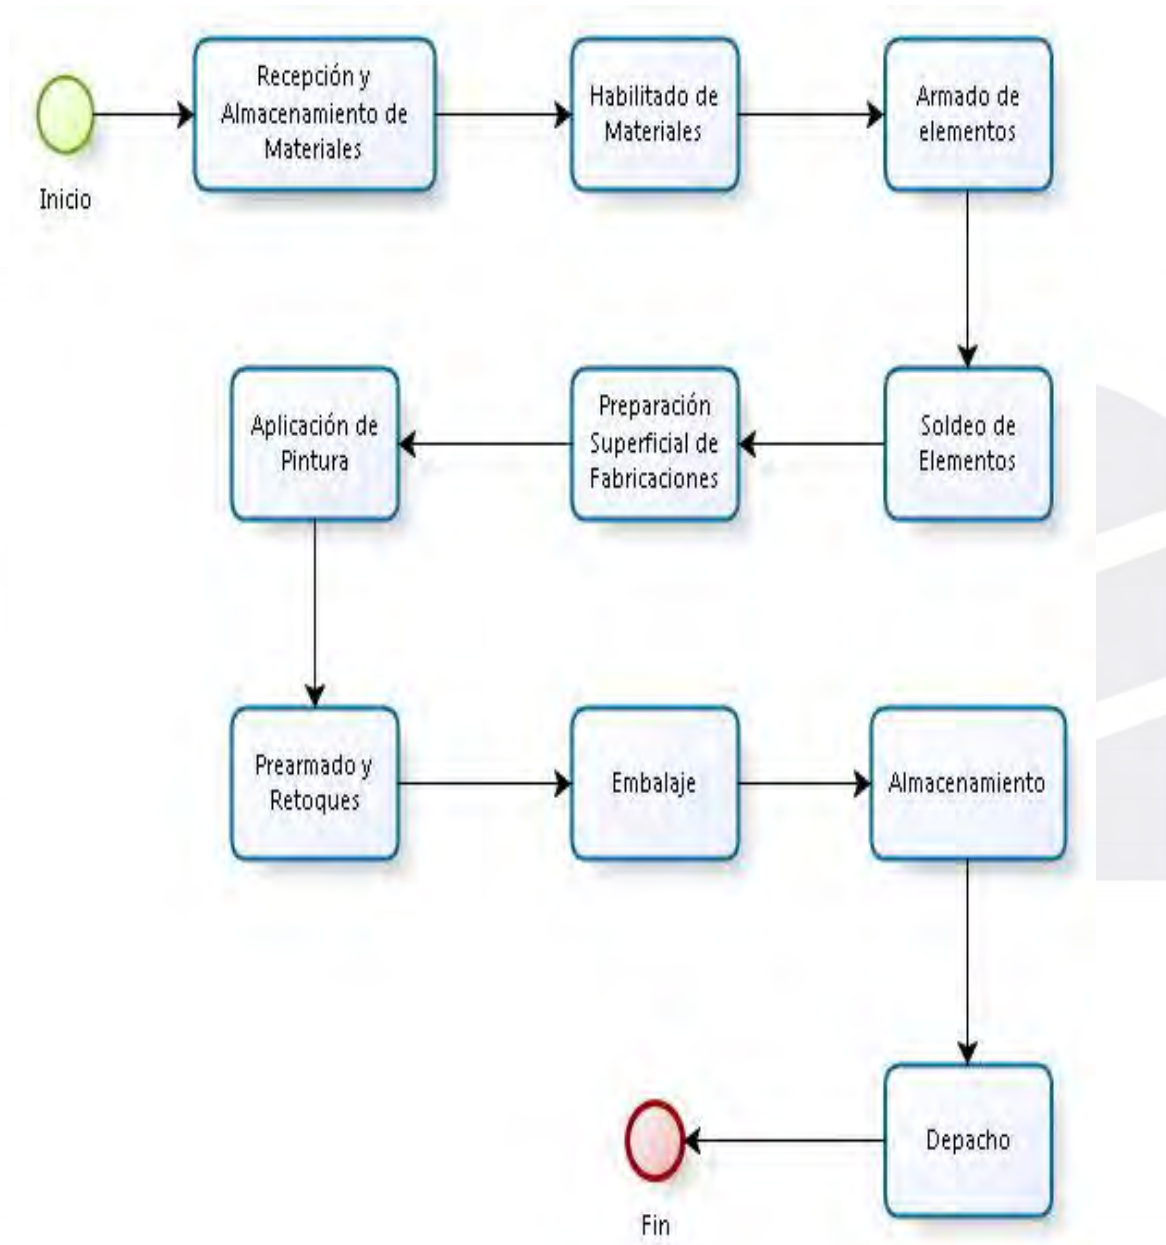 Recepción y
Almacenamiento de
Materiales
Habilitado de
Materiales
Armado de
elementos
Inicio
Aplicación de
Pintura
Preparación
Superficial de
Fabricaciones
Soldeo de
Elementos
Prearmado y
Retoques
Embalaje
Almacenamiento
Depacho
Fin